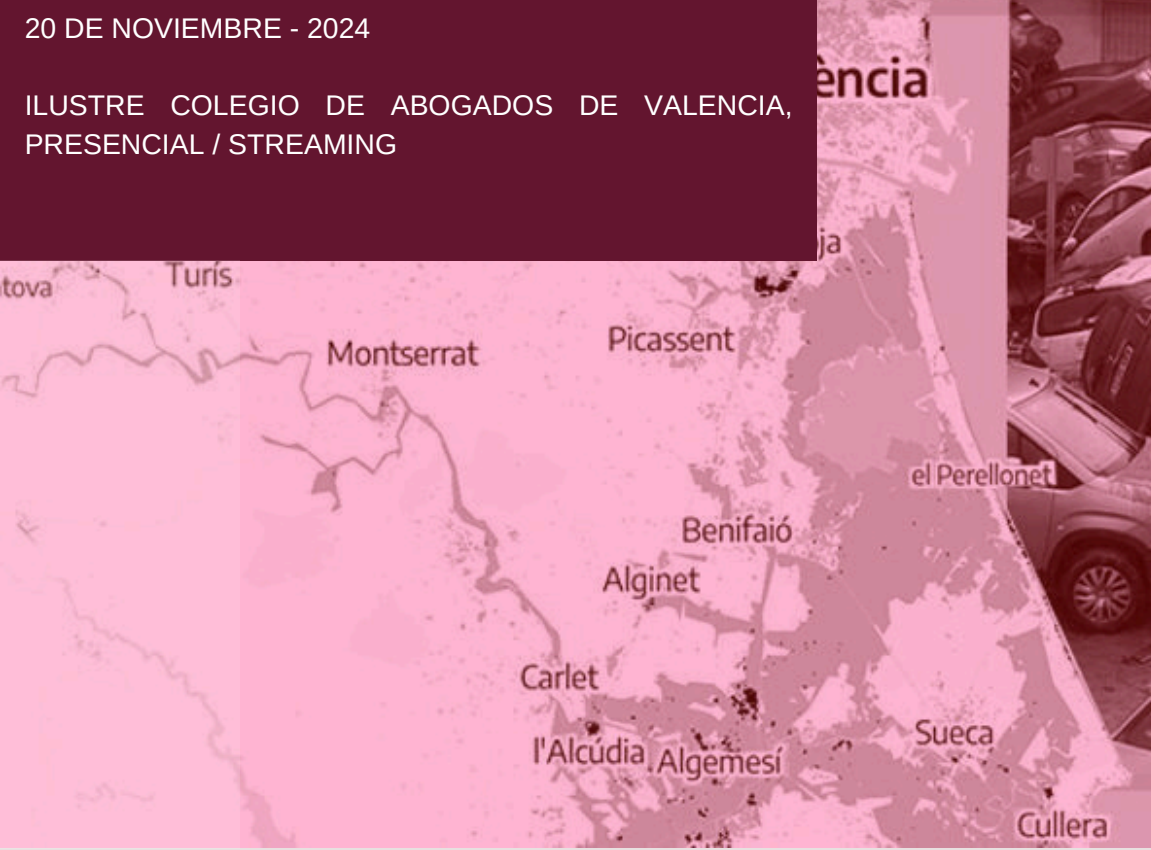 20 DE NOVIEMBRE - 2024
ILUSTRE COLEGIO DE ABOGADOS DE VALENCIA,
PRESENCIAL / STREAMING
ència
ja
Turís
tova
Montserrat
Picassent
el Perellonet
Benifaió
Alginet
Carlet
Sueca
l'Alcúdia
Algemesí
Cullera